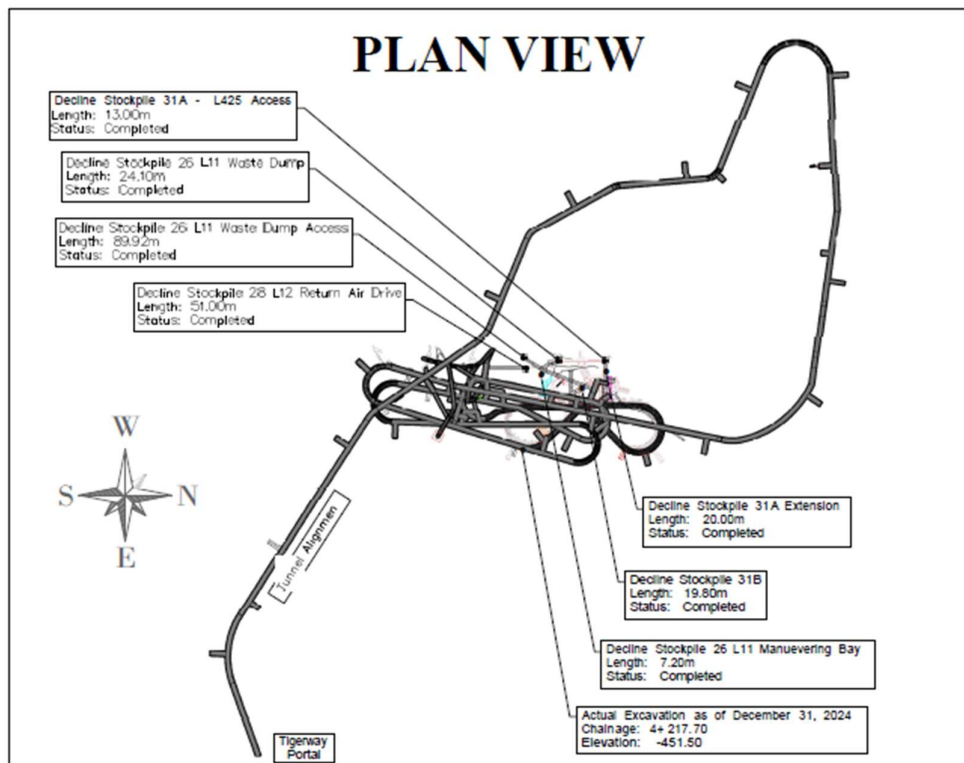 PLAN VIEW
Decline Stockpile 31A - L425 Access
Length: 13.00m
Status: Completed
Decline Stockpile 26 L11 Waste Dump
Length: 24.10m
Status: Completed
Decline Stockpile 26 L11 Waste Dump Access
Length: 89.92m
Status: Completed
Decline Stockpile 28 L12 Return Air Drive
Length: 51.00m
Status: Completed
W
S
N
E
Tunnel Alignmen
Decline Stockpile 31A Extension
Length: 20.00m
Status: Completed
Decline Stockpile 31B
Length: 19.80m
Status: Completed
Decline Stockpile 26 L11 Manuevering Bay
Length: 7.20m
Status: Completed
Actual Excavation as of December 31, 2024
Chainage: 4+ 217.70
Elevation: -451.50
Tigerway
Portal